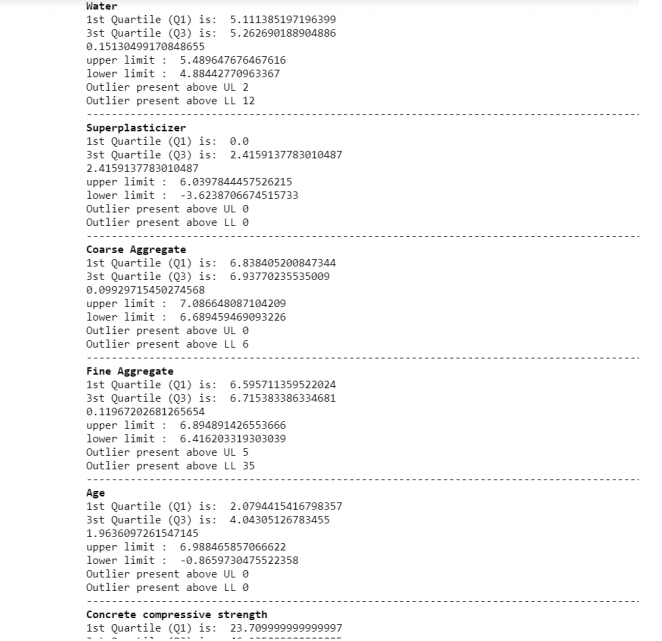 Water
1st Quartile (Q1) is:  5.111385197196399
3st Quartile (Q3) is:  5.262690188904886
0.15130499170848655
upper limit :  5.489647676467616
lower limit :  4.88442770963367
Outlier present above UL 2
Outlier present above LL 12
Superplasticizer
1st Quartile (Q1) is:  0.0
3st Quartile (Q3) is:  2.4159137783010487
2.4159137783010487
upper limit :  6.0397844457526215
lower limit :  -3.6238706674515733
Outlier present above UL 0
Outlier present above LL 0
Coarse Aggregate
1st Quartile (Q1) is:  6.838405200847344
3st Quartile (Q3) is:  6.93770235535009
0.09929715450274568
upper limit :  7.086648087104209
lower limit :  6.689459469093226
Outlier present above UL 0
Outlier present above LL 6
Fine Aggregate
1st Quartile (Q1) is:  6.595711359522024
3st Quartile (Q3) is:  6.715383386334681
0.11967202681265654
upper limit :  6.894891426553666
lower limit :  6.416203319303039
Outlier present above UL 5
Outlier present above LL 35
Age
1st Quartile (Q1) is:  2.0794415416798357
3st Quartile (Q3) is:  4.04305126783455
1.9636097261547145
upper limit :  6.988465857066622
lower limit :  -0.8659730475522358
Outlier present above UL 0
Outlier present above LL 0
Concrete compressive strength
1st Quartile (Q1) is:  23.709999999999997